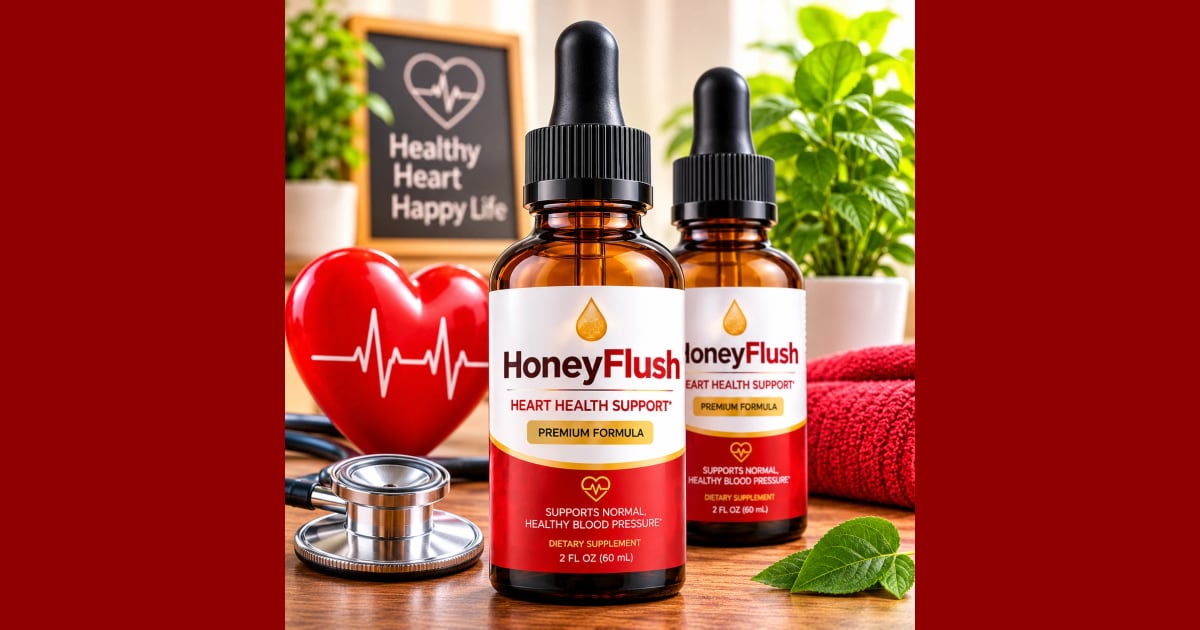 Healthy
Heart
Happy Life
HoneyFlush
HEART HEALTH SUPPORT*
PREMIUM FORMULA
SUPPORTS NORMAL,
HEALTHY BLOOD PRESSURE*
DIETARY SUPPLEMENT
2 FL OZ (60 mL)
oneyFlush
EART HEALTH SUPPORT*
PREMIUM FORMULA
SUPPORTS NORMAL,
HEALTHY BLOOD PRESSURE*
DIETARY SUPPLEMENT
2 FL OZ (60 mL)